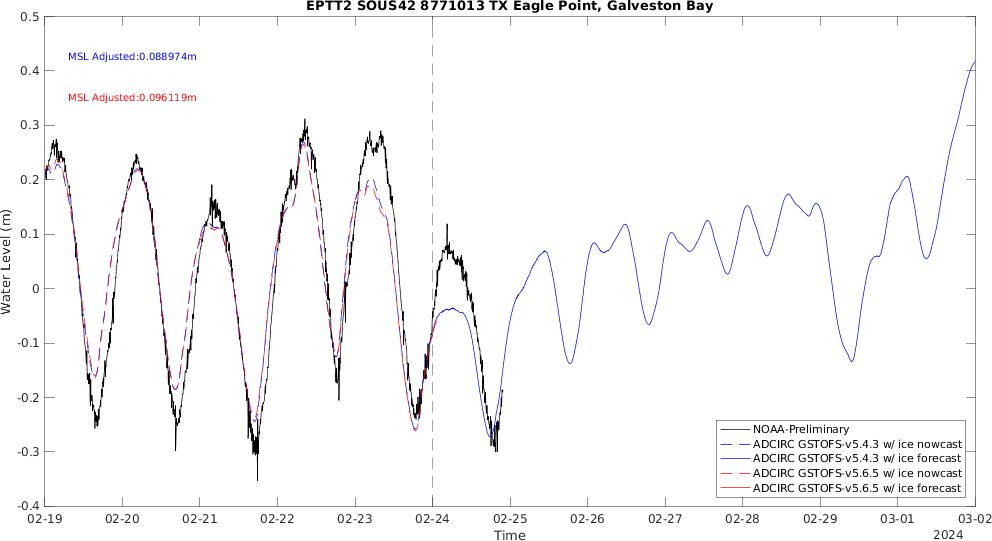 EPTT2 SOUS42 8771013 TX Eagle Point, Galveston Bay
MSL Adjusted:0.088974m
MSL Adjusted:0.096119m
Water Level (m)
0.5
0.4
0.3
0.2
0.1
0
-0.1
-0.2
-0.3
-0.4
NOAA-Preliminary
ADCIRC GSTOFS-v5.4.3 w/ ice nowcast
ADCIRC GSTOFS-v5.4.3 w/ ice forecast
ADCIRC GSTOFS-v5.6.5 w/ ice nowcast
ADCIRC GSTOFS-v5.6.5 w/ ice forecast
02-19 02-20 02-21 02-22 02-23 02-24 02-25 02-26 02-27 02-28 02-29 03-01 03-02
Time
2024